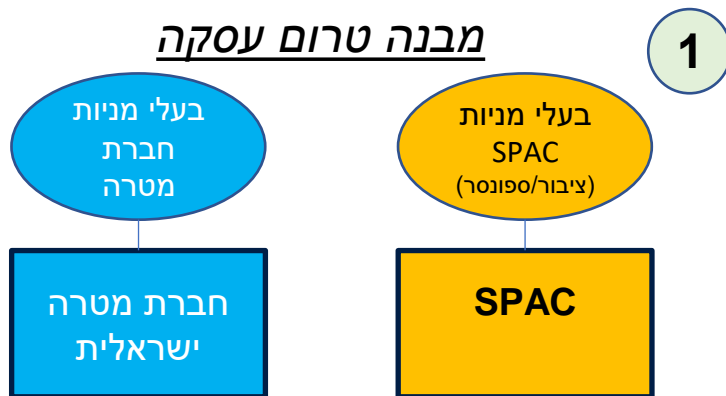 מבנה טרום עסקה
1
בעלי מניות
SPAC
(ציבור/ספונסר)
בעלי מניות
חברת
מטרה
SPAC
חברת מטרה
ישראלית